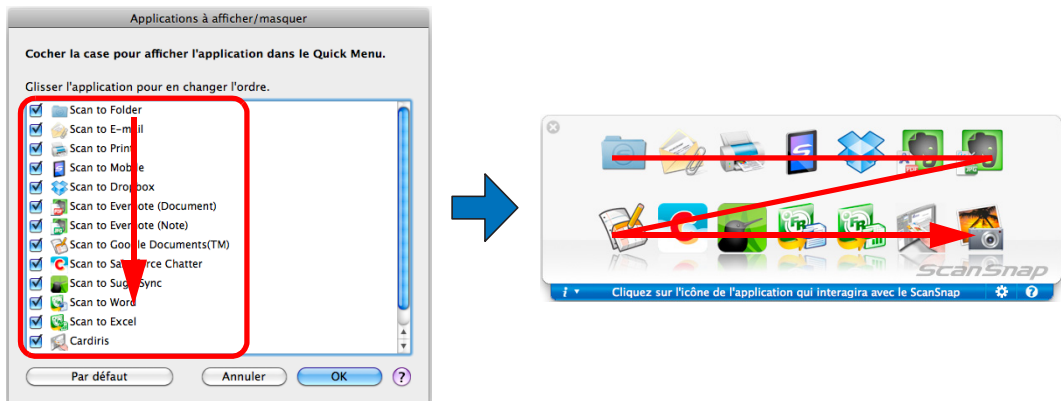 Applications à afficher/masquer
Cocher la case pour afficher l'application dans le Quick Menu.
Glisser l'application pour en changer l'ordre.
Scan to Folder
Scan to E-mail
Scan to Print
Scan to Mobile
Scan to Dropbox
Scan to Evernote (Document)
Scan to Evernote (Note)
Scan to Google Documents(TM)
Scan to Salesforce Chatter
Scan to SugarSync
Scan to Word
Scan to Excel
Cardiris
Par défaut
Annuler
OK
?
PDF
JPG
ScanSnap
i
Cliquez sur l'icône de l'application qui interagira avec le ScanSnap
?